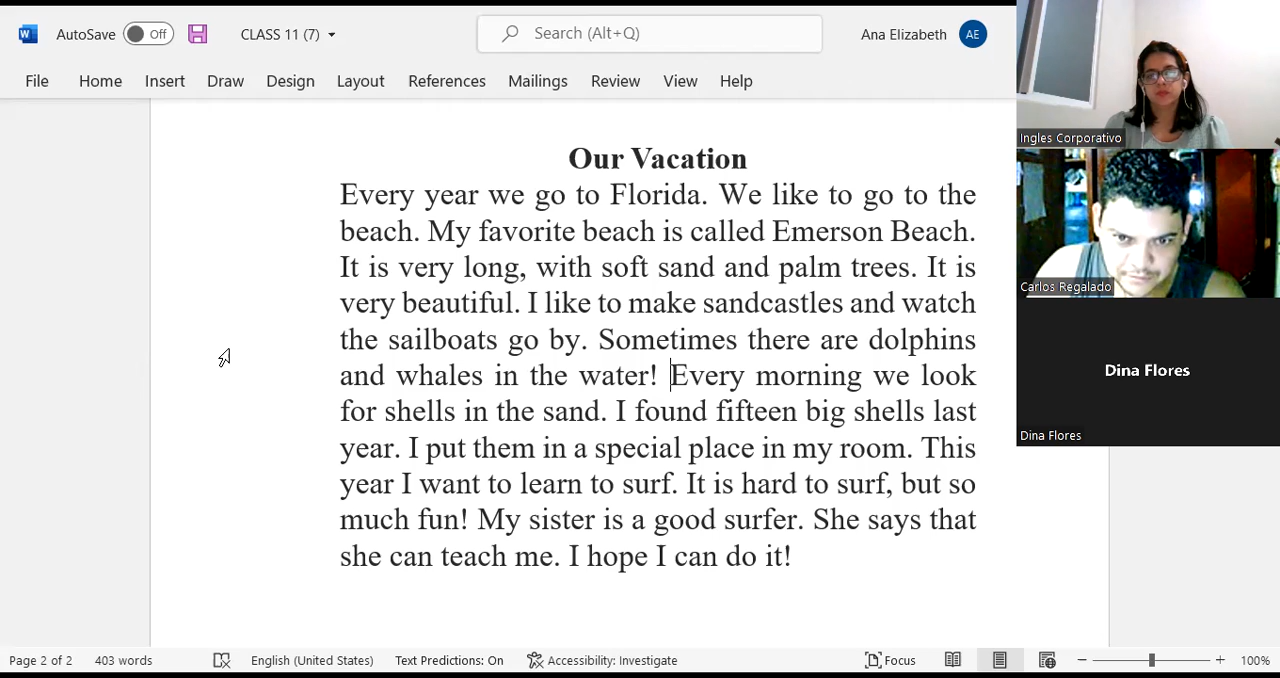 AutoSave Off CLASS 11 (7) Search (Alt+Q) Ana Elizabeth AE
File Home Insert Draw Design Layout References Mailings Review View Help
Our Vacation
Every year we go to Florida. We like to go to the
beach. My favorite beach is called Emerson Beach.
It is very long, with soft sand and palm trees. It is
very beautiful. I like to make sandcastles and watch
the sailboats go by. Sometimes there are dolphins
and whales in the water! Every morning we look
for shells in the sand. I found fifteen big shells last
year. I put them in a special place in my room. This
year I want to learn to surf. It is hard to surf, but so
much fun! My sister is a good surfer. She says that
she can teach me. I hope I can do it!
Ingles Corporativo
Carlos Regalado
Dina Flores
Dina Flores
Page 2 of 2 403 words English (United States) Text Predictions: On Accessibility: Investigate Focus 100%